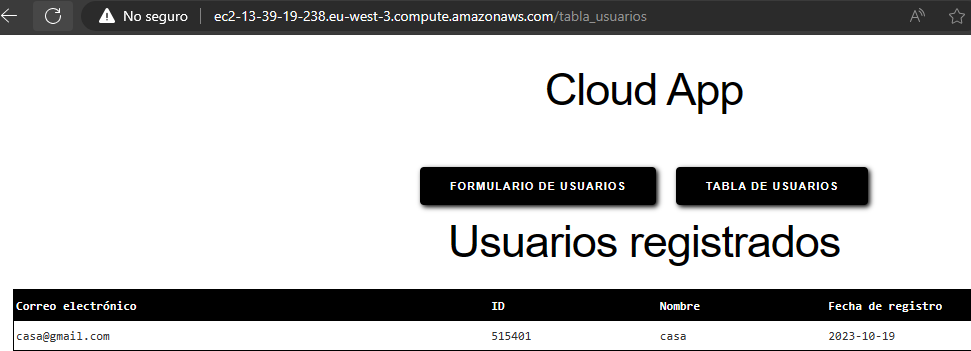 No seguro ec2-13-39-19-238.eu-west-3.compute.amazonaws.com/tabla_usuarios
Cloud App
FORMULARIO DE USUARIOS TABLA DE USUARIOS
Usuarios registrados
Correo electrónico ID Nombre Fecha de registro
casa@gmail.com 515401 casa 2023-10-19